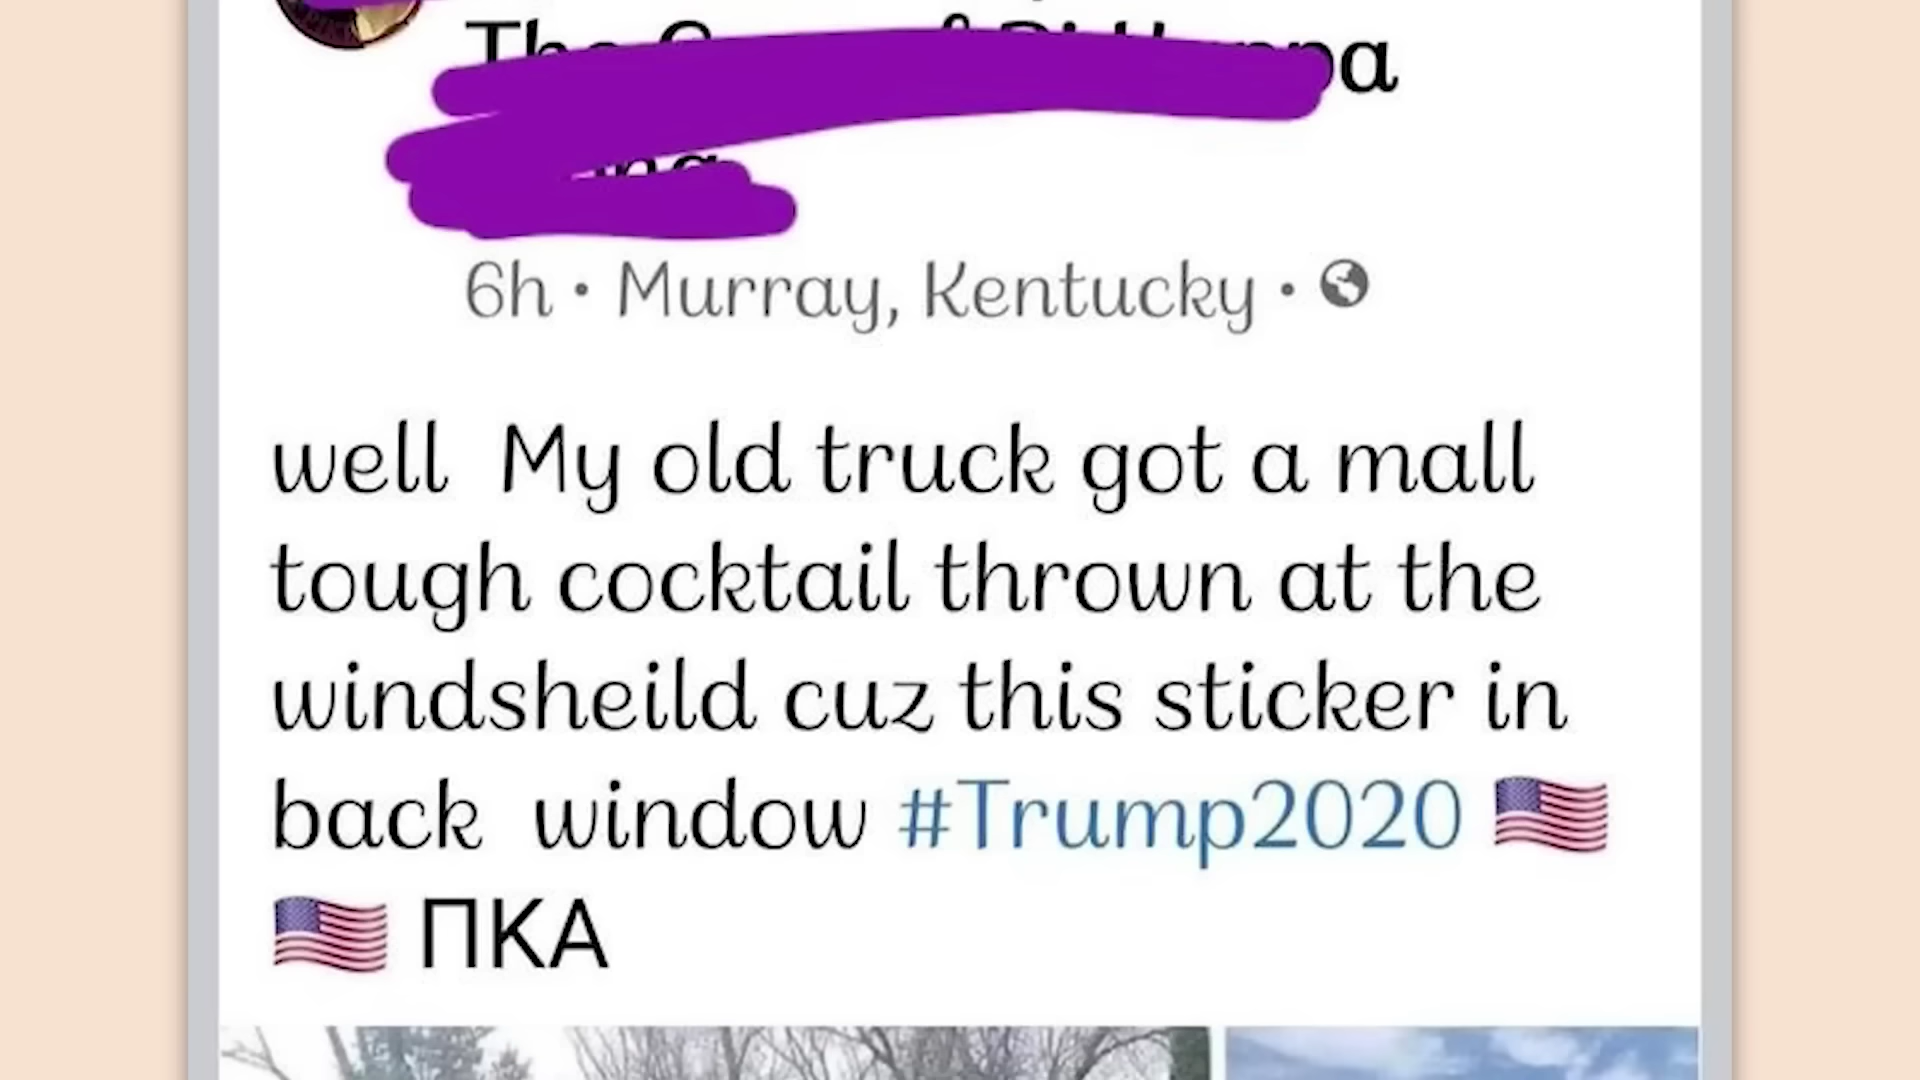 6h • Murray, Kentucky •
well My old truck got a mall
tough cocktail thrown at the
windsheild cuz this sticker in
back window #Trump2020 🇺🇸
🇺🇸 ΠΚΑ